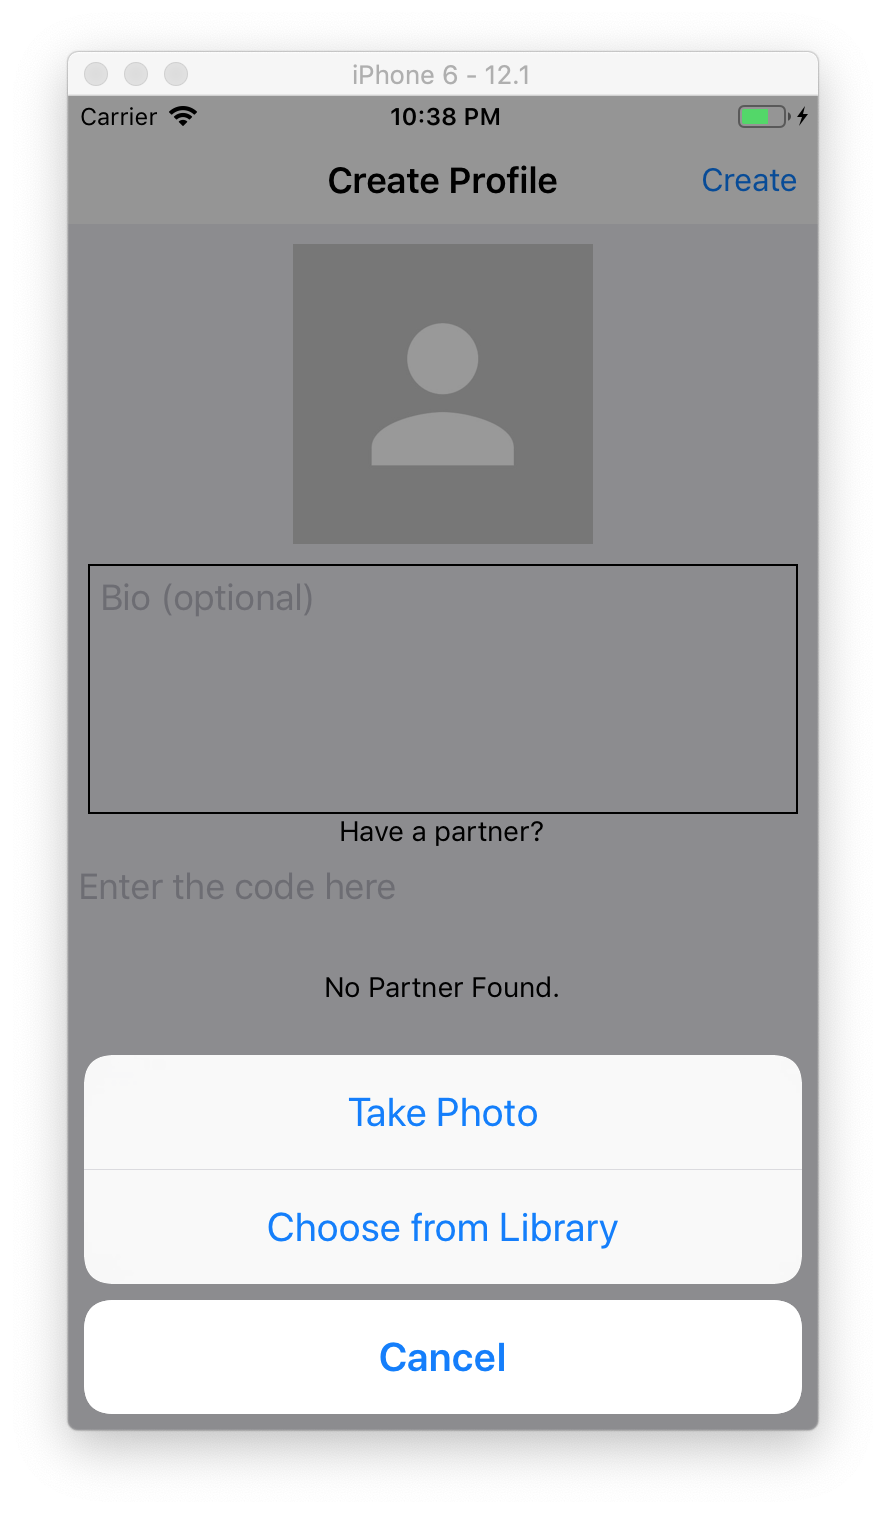 iPhone 6 - 12.1
Carrier 10:38 PM
Create Profile Create
Bio (optional)
Have a partner?
Enter the code here
No Partner Found.
Take Photo
Choose from Library
Cancel